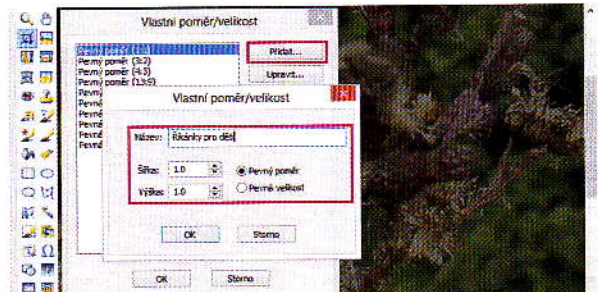 Vlastní poměr/velikost
Přidat...
Pevný poměr (3:2)
Upravit...
Pevný poměr (4:3)
Pevný poměr (13:9)
Vlastní poměr/velikost
Název: Říkánky pro děti
Šířka: 1.0 Pevný poměr
Výška: 1.0 Pevná velikost
OK Storno
OK Storno